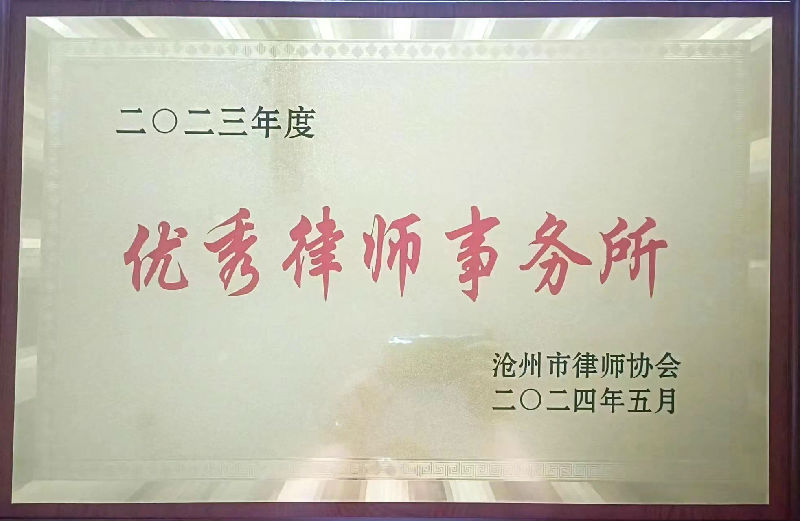 二〇二三年度
优秀律师事务所
沧州市律师协会
二〇二四年五月